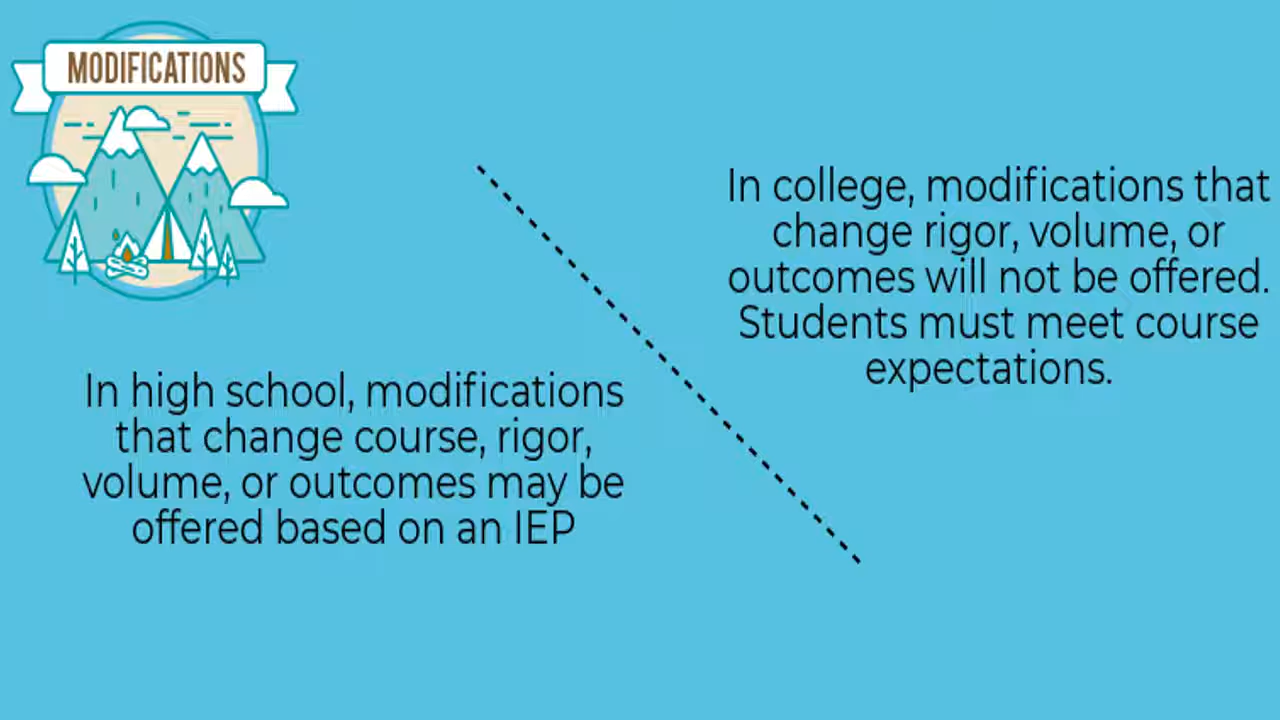 MODIFICATIONS
In high school, modifications
that change course, rigor,
volume, or outcomes may be
offered based on an IEP
In college, modifications that
change rigor, volume, or
outcomes will not be offered.
Students must meet course
expectations.